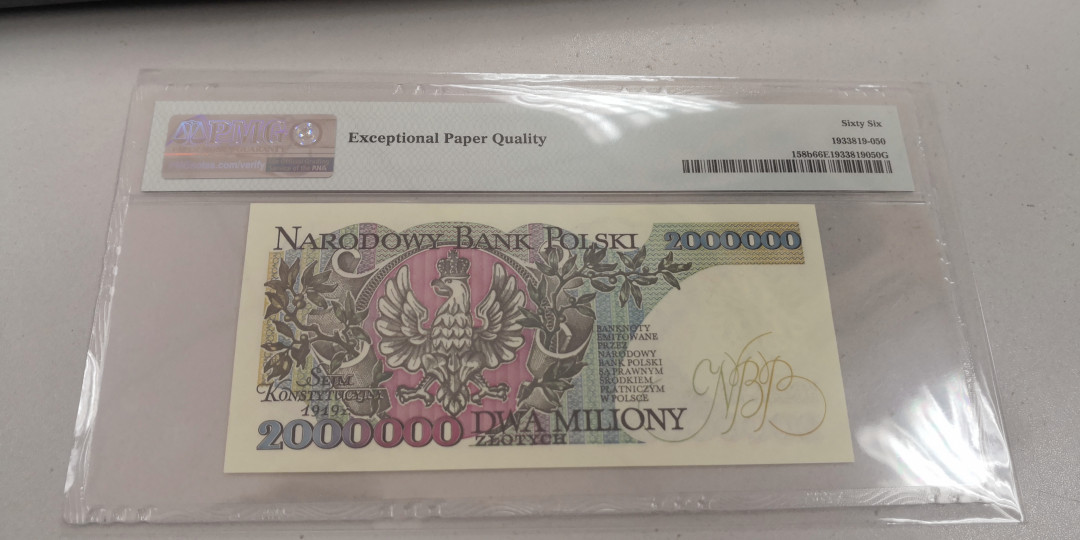 PMG
Exceptional Paper Quality
Sixty Six
1933819-050
158b66E1933819050G
NARODOWY BANK POLSKI
2000000
BANKNOTY
EMITOWANE
PRZEZ
NARODOWY
BANK POLSKI
SĄ PRAWNYM
ŚRODKIEM
PŁATNICZYM
W POLSCE
SEJM
KONSTYTUCYJNY
1919 r.
NBP
2000000
DWA MILIONY
ZŁOTYCH